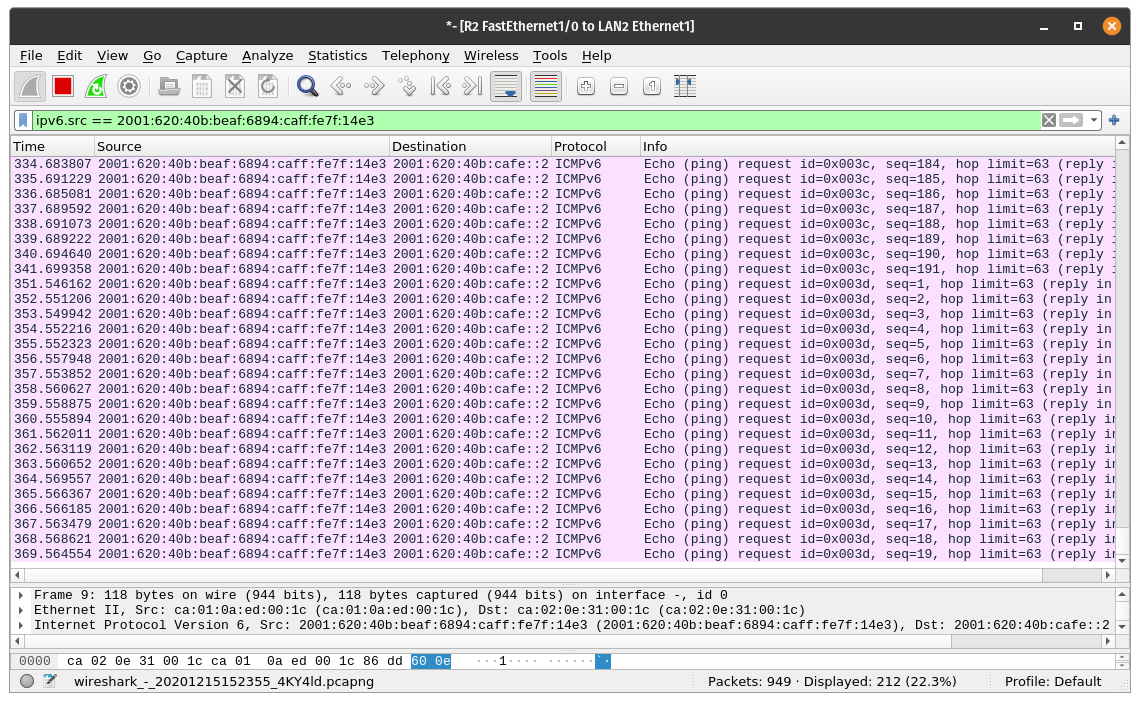 *- [R2 FastEthernet1/0 to LAN2 Ethernet1]
File Edit View Go Capture Analyze Statistics Telephony Wireless Tools Help
ipv6.src == 2001:620:40b:beaf:6894:caff:fe7f:14e3
Time Source Destination Protocol Info
334.683807 2001:620:40b:beaf:6894:caff:fe7f:14e3 2001:620:40b:cafe::2 ICMPv6 Echo (ping) request id=0x003c, seq=184, hop limit=63 (reply i
335.691229 2001:620:40b:beaf:6894:caff:fe7f:14e3 2001:620:40b:cafe::2 ICMPv6 Echo (ping) request id=0x003c, seq=185, hop limit=63 (reply i
336.685081 2001:620:40b:beaf:6894:caff:fe7f:14e3 2001:620:40b:cafe::2 ICMPv6 Echo (ping) request id=0x003c, seq=186, hop limit=63 (reply i
337.689592 2001:620:40b:beaf:6894:caff:fe7f:14e3 2001:620:40b:cafe::2 ICMPv6 Echo (ping) request id=0x003c, seq=187, hop limit=63 (reply i
338.691073 2001:620:40b:beaf:6894:caff:fe7f:14e3 2001:620:40b:cafe::2 ICMPv6 Echo (ping) request id=0x003c, seq=188, hop limit=63 (reply i
339.689222 2001:620:40b:beaf:6894:caff:fe7f:14e3 2001:620:40b:cafe::2 ICMPv6 Echo (ping) request id=0x003c, seq=189, hop limit=63 (reply i
340.694640 2001:620:40b:beaf:6894:caff:fe7f:14e3 2001:620:40b:cafe::2 ICMPv6 Echo (ping) request id=0x003c, seq=190, hop limit=63 (reply i
341.699358 2001:620:40b:beaf:6894:caff:fe7f:14e3 2001:620:40b:cafe::2 ICMPv6 Echo (ping) request id=0x003c, seq=191, hop limit=63 (reply i
351.546162 2001:620:40b:beaf:6894:caff:fe7f:14e3 2001:620:40b:cafe::2 ICMPv6 Echo (ping) request id=0x003d, seq=1, hop limit=63 (reply in
352.551206 2001:620:40b:beaf:6894:caff:fe7f:14e3 2001:620:40b:cafe::2 ICMPv6 Echo (ping) request id=0x003d, seq=2, hop limit=63 (reply in
353.549942 2001:620:40b:beaf:6894:caff:fe7f:14e3 2001:620:40b:cafe::2 ICMPv6 Echo (ping) request id=0x003d, seq=3, hop limit=63 (reply in
354.552216 2001:620:40b:beaf:6894:caff:fe7f:14e3 2001:620:40b:cafe::2 ICMPv6 Echo (ping) request id=0x003d, seq=4, hop limit=63 (reply in
355.552323 2001:620:40b:beaf:6894:caff:fe7f:14e3 2001:620:40b:cafe::2 ICMPv6 Echo (ping) request id=0x003d, seq=5, hop limit=63 (reply in
356.557948 2001:620:40b:beaf:6894:caff:fe7f:14e3 2001:620:40b:cafe::2 ICMPv6 Echo (ping) request id=0x003d, seq=6, hop limit=63 (reply in
357.553852 2001:620:40b:beaf:6894:caff:fe7f:14e3 2001:620:40b:cafe::2 ICMPv6 Echo (ping) request id=0x003d, seq=7, hop limit=63 (reply in
358.560627 2001:620:40b:beaf:6894:caff:fe7f:14e3 2001:620:40b:cafe::2 ICMPv6 Echo (ping) request id=0x003d, seq=8, hop limit=63 (reply in
359.558875 2001:620:40b:beaf:6894:caff:fe7f:14e3 2001:620:40b:cafe::2 ICMPv6 Echo (ping) request id=0x003d, seq=9, hop limit=63 (reply in
360.555894 2001:620:40b:beaf:6894:caff:fe7f:14e3 2001:620:40b:cafe::2 ICMPv6 Echo (ping) request id=0x003d, seq=10, hop limit=63 (reply in
361.562011 2001:620:40b:beaf:6894:caff:fe7f:14e3 2001:620:40b:cafe::2 ICMPv6 Echo (ping) request id=0x003d, seq=11, hop limit=63 (reply in
362.563119 2001:620:40b:beaf:6894:caff:fe7f:14e3 2001:620:40b:cafe::2 ICMPv6 Echo (ping) request id=0x003d, seq=12, hop limit=63 (reply in
363.560652 2001:620:40b:beaf:6894:caff:fe7f:14e3 2001:620:40b:cafe::2 ICMPv6 Echo (ping) request id=0x003d, seq=13, hop limit=63 (reply in
364.569557 2001:620:40b:beaf:6894:caff:fe7f:14e3 2001:620:40b:cafe::2 ICMPv6 Echo (ping) request id=0x003d, seq=14, hop limit=63 (reply in
365.566367 2001:620:40b:beaf:6894:caff:fe7f:14e3 2001:620:40b:cafe::2 ICMPv6 Echo (ping) request id=0x003d, seq=15, hop limit=63 (reply in
366.566185 2001:620:40b:beaf:6894:caff:fe7f:14e3 2001:620:40b:cafe::2 ICMPv6 Echo (ping) request id=0x003d, seq=16, hop limit=63 (reply in
367.563479 2001:620:40b:beaf:6894:caff:fe7f:14e3 2001:620:40b:cafe::2 ICMPv6 Echo (ping) request id=0x003d, seq=17, hop limit=63 (reply in
368.568621 2001:620:40b:beaf:6894:caff:fe7f:14e3 2001:620:40b:cafe::2 ICMPv6 Echo (ping) request id=0x003d, seq=18, hop limit=63 (reply in
369.564554 2001:620:40b:beaf:6894:caff:fe7f:14e3 2001:620:40b:cafe::2 ICMPv6 Echo (ping) request id=0x003d, seq=19, hop limit=63 (reply in
Frame 9: 118 bytes on wire (944 bits), 118 bytes captured (944 bits) on interface -, id 0
Ethernet II, Src: ca:01:0a:ed:00:1c (ca:01:0a:ed:00:1c), Dst: ca:02:0e:31:00:1c (ca:02:0e:31:00:1c)
Internet Protocol Version 6, Src: 2001:620:40b:beaf:6894:caff:fe7f:14e3 (2001:620:40b:beaf:6894:caff:fe7f:14e3), Dst: 2001:620:40b:cafe::2
0000 ca 02 0e 31 00 1c ca 01 0a ed 00 1c 86 dd 60 0e ···1···· ······`·
wireshark_-_20201215152355_4KY4ld.pcapng Packets: 949 · Displayed: 212 (22.3%) Profile: Default